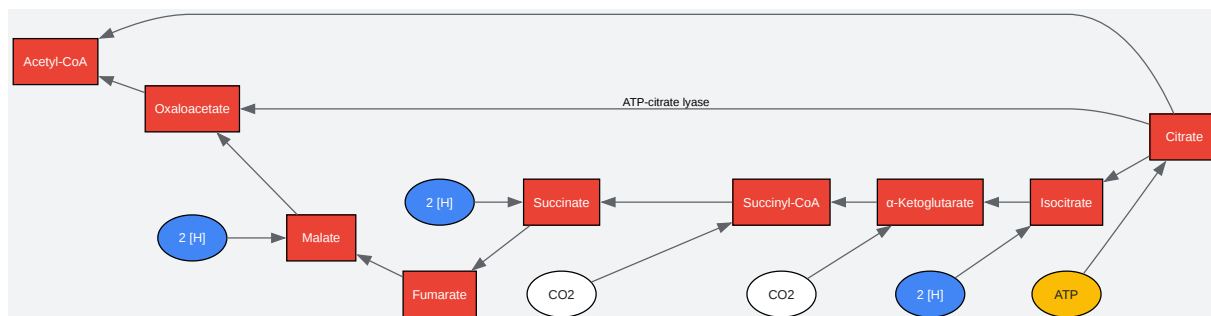 Acetyl-CoA
Oxaloacetate
ATP-citrate lyase
Citrate
2 [H]
Succinate
Succinyl-CoA
α-Ketoglutarate
Isocitrate
2 [H]
Malate
Fumarate
CO2
CO2
2 [H]
ATP